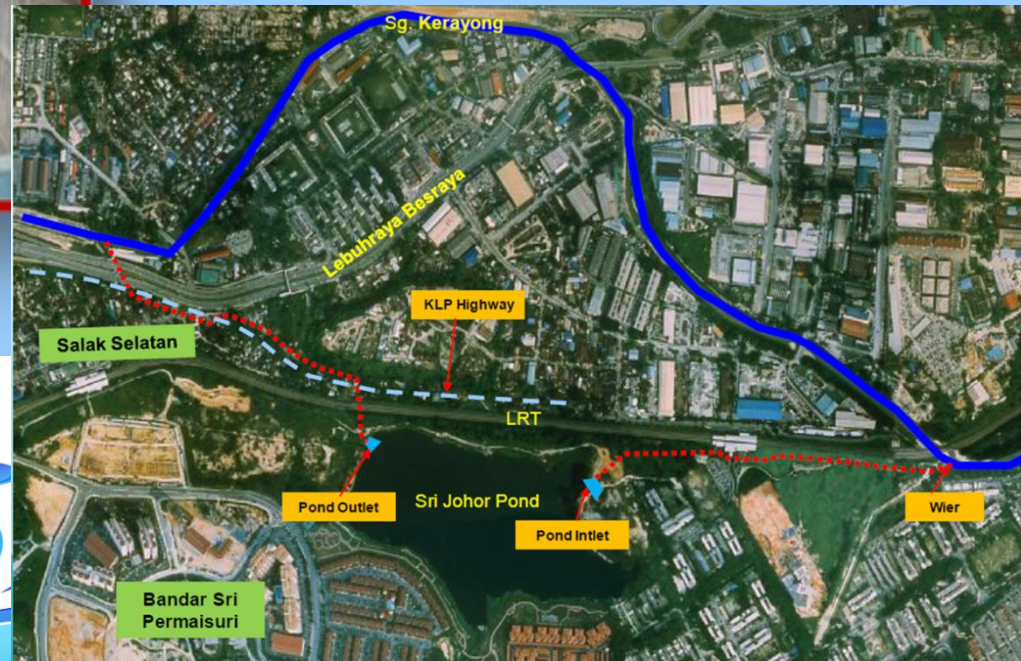 Sg. Kerayong
Lebuhraya Besraya
KLP Highway
Salak Selatan
LRT
Pond Outlet
Sri Johor Pond
Pond Intlet
Wier
Bandar Sri
Permaisuri